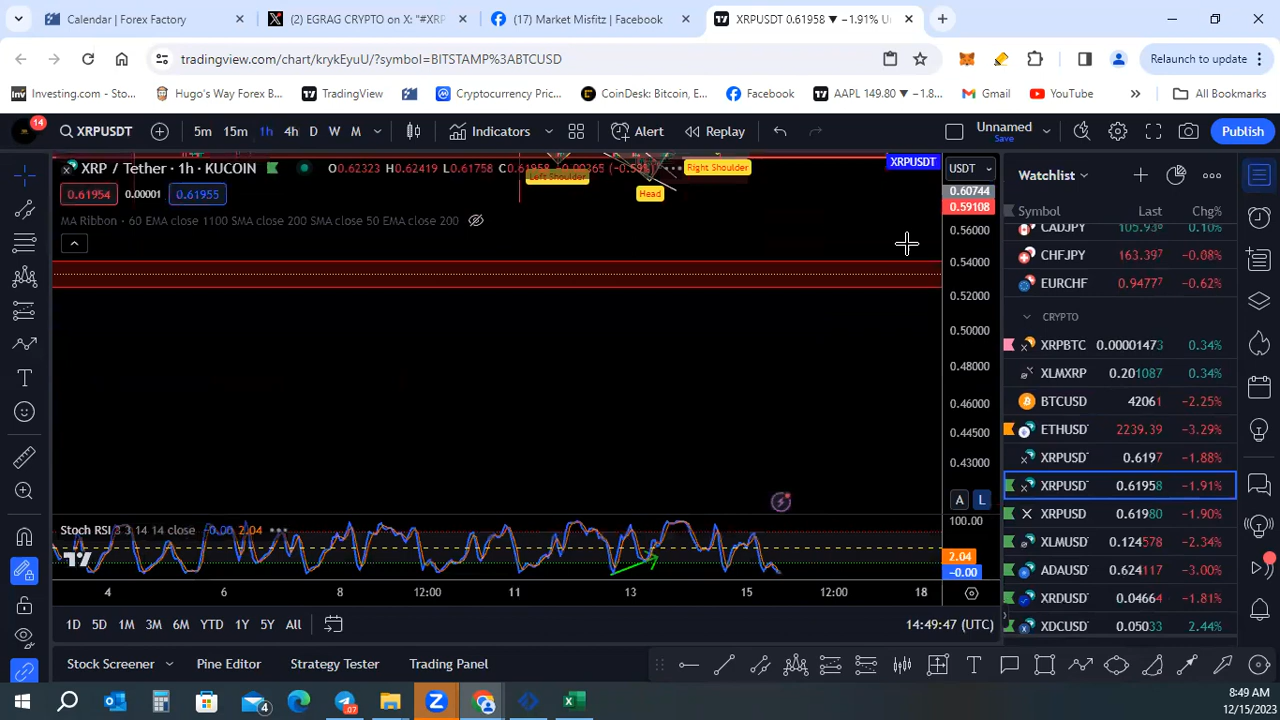 Calendar | Forex Factory
(2) EGRAG CRYPTO on X: "#XRP
(17) Market Misfitz | Facebook
XRPUSDT 0.61958 ▼ −1.91% U
tradingview.com/chart/krykEyuU/?symbol=BITSTAMP%3ABTCUSD
Relaunch to update
Investing.com - Sto...
Hugo's Way Forex B...
TradingView
Cryptocurrency Pric...
CoinDesk: Bitcoin, E...
Facebook
AAPL 149.80 ▼ −1.8...
Gmail
YouTube
»
All Bookmarks
14
XRPUSDT
5m 15m 1h 4h D W M
Indicators
Alert
Replay
Unnamed
Save
Publish
XRP / Tether · 1h · KUCOIN
O0.62323 H0.62419 L0.61758
Left Shoulder
Head
Right Shoulder
XRPUSDT
USDT
0.61954
0.00001
0.61955
MA Ribbon · 60 EMA close 1100 SMA close 200 SMA close 50 EMA close 200
0.60744
0.59108
0.56000
0.54000
0.52000
0.50000
0.48000
0.46000
0.44500
0.43000
A L
Stoch RSI 3 3 14 14 close −0.00 2.04
100.00
2.04
−0.00
4 6 8 12:00 11 13 15 12:00 18
1D 5D 1M 3M 6M YTD 1Y 5Y All
14:49:47 (UTC)
Stock Screener
Pine Editor
Strategy Tester
Trading Panel
Watchlist
Symbol Last Chg%
CADJPY 105.936 0.10%
CHFJPY 163.397 −0.08%
EURCHF 0.94777 −0.62%
CRYPTO
XRPBTC 0.00001473 0.34%
XLMXRP 0.201087 0.34%
BTCUSD 42061 −2.25%
ETHUSD 2239.39 −3.29%
XRPUSD 0.6197 −1.88%
XRPUSD 0.61958 −1.91%
XRPUSD 0.61980 −1.90%
XLMUSD 0.124578 −2.34%
ADAUSD 0.624117 −3.00%
XRDUSD 0.04664 −1.81%
XDCUSD 0.05033 2.44%
4
07
8:49 AM
12/15/2023